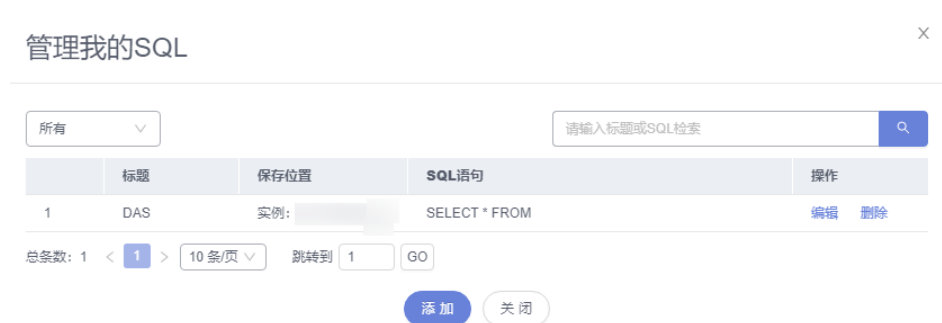 管理我的SQL
X
所有
请输入标题或SQL检索
标题 保存位置 SQL语句 操作
1 DAS 实例: SELECT * FROM 编辑 删除
总条数: 1 < 1 > 10 条/页 跳转到 1 GO
添加 关闭